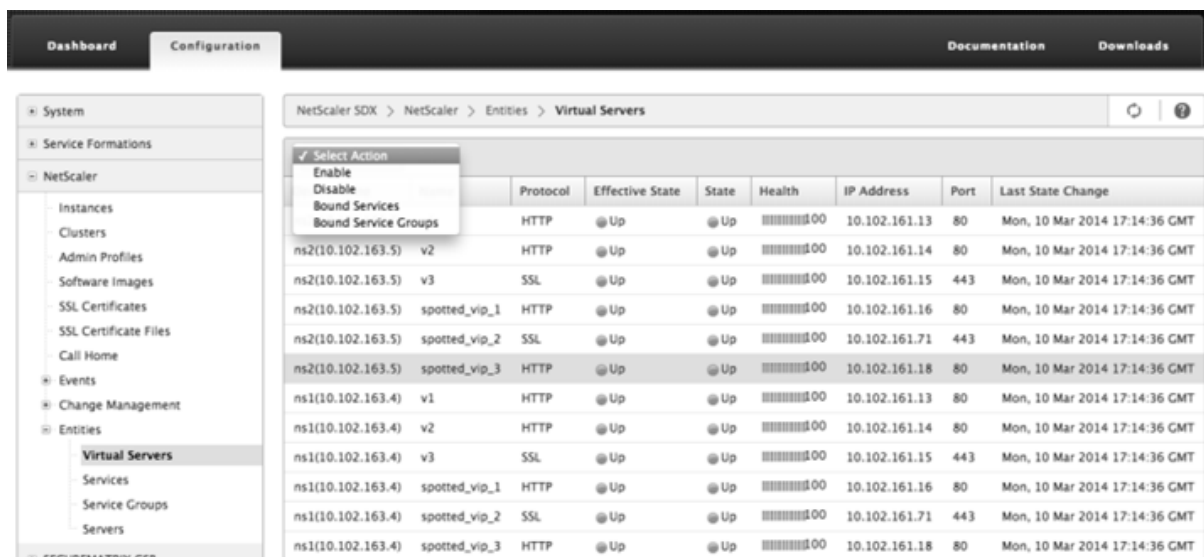 Dashboard Configuration Documentation Downloads
System
Service Formations
NetScaler
Instances
Clusters
Admin Profiles
Software Images
SSL Certificates
SSL Certificate Files
Call Home
Events
Change Management
Entities
Virtual Servers
Services
Service Groups
Servers
NetScaler SDX > NetScaler > Entities > Virtual Servers
✓ Select Action
Enable
Disable
Bound Services
Bound Service Groups
Protocol Effective State State Health IP Address Port Last State Change
HTTP Up Up 100 10.102.161.13 80 Mon, 10 Mar 2014 17:14:36 GMT
ns2(10.102.163.5) v2 HTTP Up Up 100 10.102.161.14 80 Mon, 10 Mar 2014 17:14:36 GMT
ns2(10.102.163.5) v3 SSL Up Up 100 10.102.161.15 443 Mon, 10 Mar 2014 17:14:36 GMT
ns2(10.102.163.5) spotted_vip_1 HTTP Up Up 100 10.102.161.16 80 Mon, 10 Mar 2014 17:14:36 GMT
ns2(10.102.163.5) spotted_vip_2 SSL Up Up 100 10.102.161.71 443 Mon, 10 Mar 2014 17:14:36 GMT
ns2(10.102.163.5) spotted_vip_3 HTTP Up Up 100 10.102.161.18 80 Mon, 10 Mar 2014 17:14:36 GMT
ns1(10.102.163.4) v1 HTTP Up Up 100 10.102.161.13 80 Mon, 10 Mar 2014 17:14:36 GMT
ns1(10.102.163.4) v2 HTTP Up Up 100 10.102.161.14 80 Mon, 10 Mar 2014 17:14:36 GMT
ns1(10.102.163.4) v3 SSL Up Up 100 10.102.161.15 443 Mon, 10 Mar 2014 17:14:36 GMT
ns1(10.102.163.4) spotted_vip_1 HTTP Up Up 100 10.102.161.16 80 Mon, 10 Mar 2014 17:14:36 GMT
ns1(10.102.163.4) spotted_vip_2 SSL Up Up 100 10.102.161.71 443 Mon, 10 Mar 2014 17:14:36 GMT
ns1(10.102.163.4) spotted_vip_3 HTTP Up Up 100 10.102.161.18 80 Mon, 10 Mar 2014 17:14:36 GMT